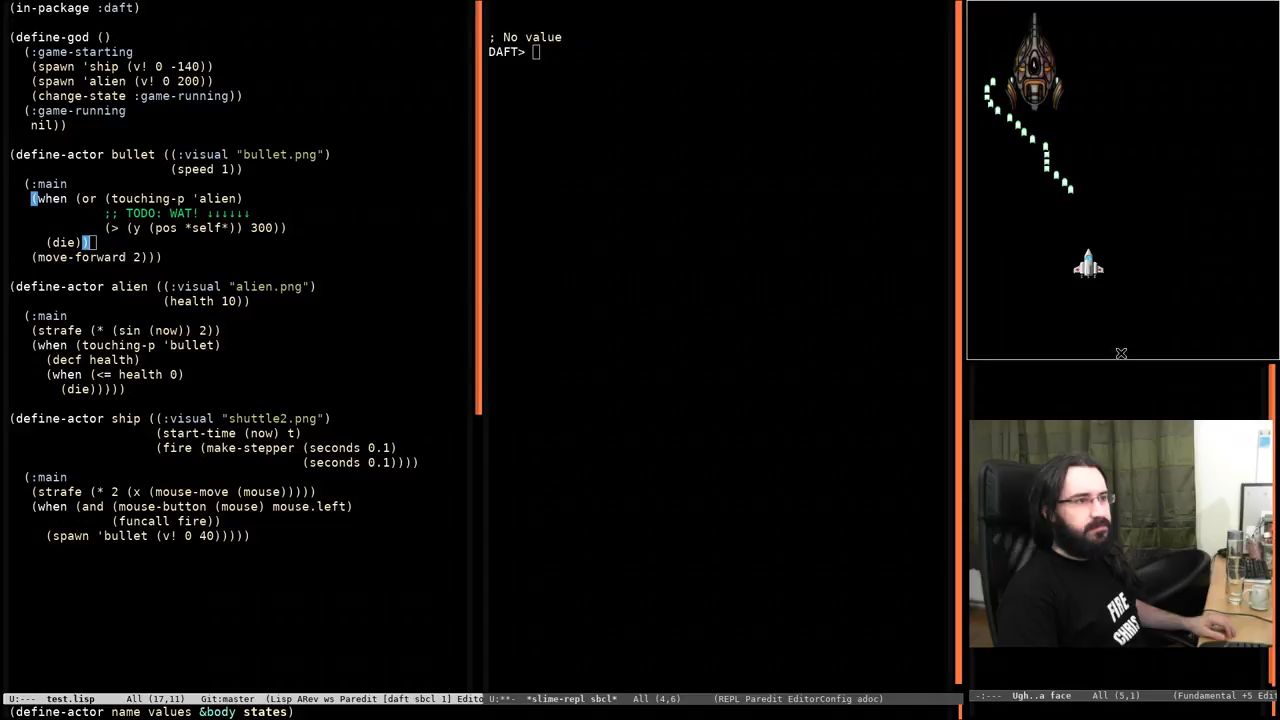 (in-package :daft)
(define-god ()
(:game-starting
(spawn 'ship (v! 0 -140))
(spawn 'alien (v! 0 200))
(change-state :game-running))
(:game-running
nil))
(define-actor bullet ((:visual "bullet.png")
(speed 1))
(:main
(when (or (touching-p 'alien)
;; TODO: WAT! ↓↓↓↓↓↓
(> (y (pos *self*)) 300))
(die))
(move-forward 2)))
(define-actor alien ((:visual "alien.png")
(health 10))
(:main
(strafe (* (sin (now)) 2))
(when (touching-p 'bullet)
(decf health)
(when (<= health 0)
(die)))))
(define-actor ship ((:visual "shuttle2.png")
(start-time (now) t)
(fire (make-stepper (seconds 0.1)
(seconds 0.1))))
(:main
(strafe (* 2 (x (mouse-move (mouse)))))
(when (and (mouse-button (mouse) mouse.left)
(funcall fire))
(spawn 'bullet (v! 0 40)))))
U:--- test.lisp All (17,11) Git:master (Lisp ARev ws Paredit [daft sbcl 1] Edito
(define-actor name values &body states)
; No value
DAFT>
U:**- *slime-repl sbcl* All (4,6) (REPL Paredit EditorConfig adoc)
FIRE
CHRIS
-:--- Ugh..a face All (5,1) (Fundamental +5 Edit